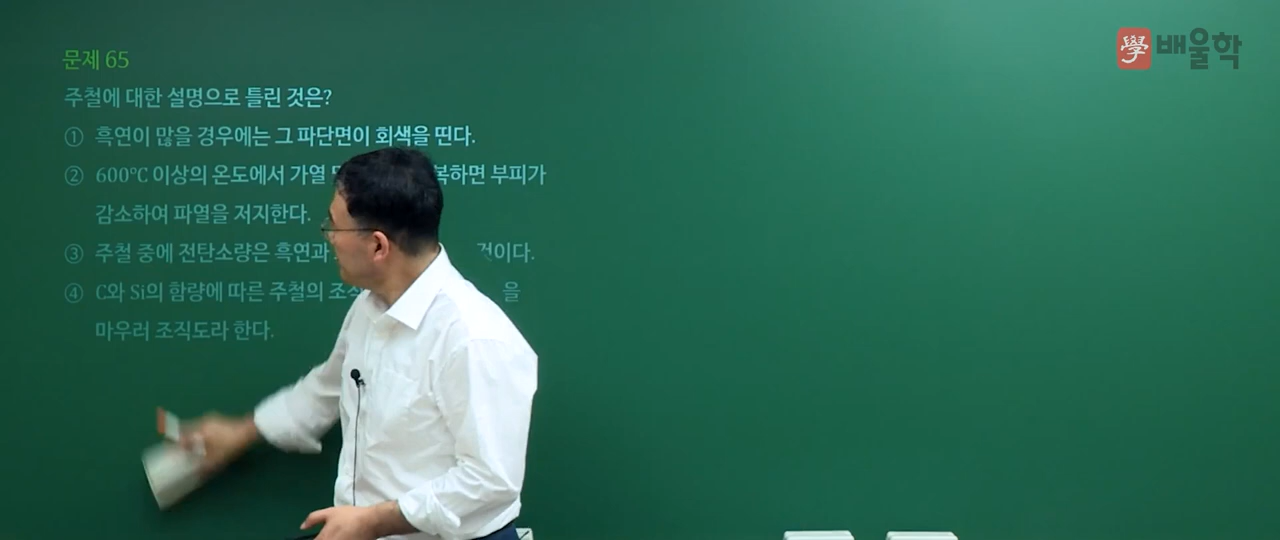 學 배울학
문제 65
주철에 대한 설명으로 틀린 것은?
① 흑연이 많을 경우에는 그 파단면이 회색을 띤다.
② 600℃ 이상의 온도에서 가열 복하면 부피가
감소하여 파열을 저지한다.
③ 주철 중에 전탄소량은 흑연과 것이다.
④ C와 Si의 함량에 따른 주철의 을
마우러 조직도라 한다.